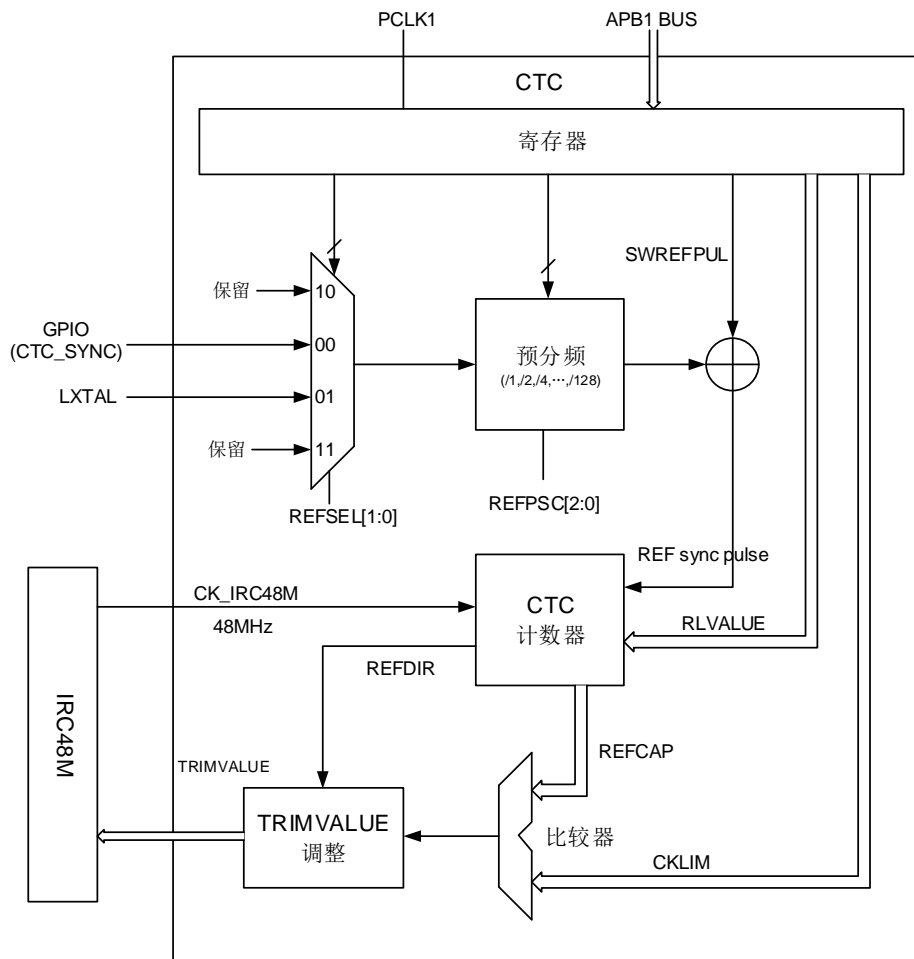 PCLK1
APB1 BUS
CTC
寄存器
SWREFPUL
保留
10
GPIO
(CTC_SYNC)
00
预分频
(/1,/2,/4,···,/128)
LXTAL
01
保留
11
REFSEL[1:0]
REFPSC[2:0]
REF sync pulse
CK_IRC48M
48MHz
CTC
计数器
RLVALUE
REFDIR
IRC48M
REFCAP
TRIMVALUE
TRIMVALUE
调整
比较器
CKLIM